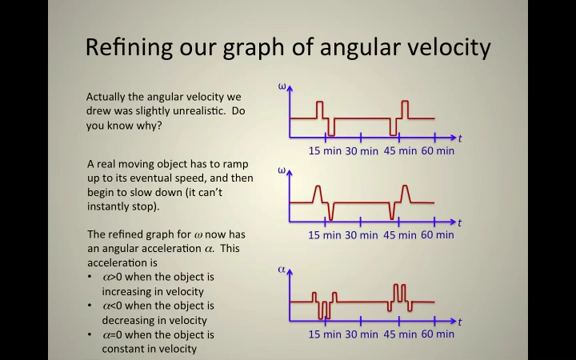 Refining our graph of angular velocity
Actually the angular velocity we
drew was slightly unrealistic. Do
you know why?
A real moving object has to ramp
up to its eventual speed, and then
begin to slow down (it can't
instantly stop).
The refined graph for ω now has
an angular acceleration α. This
acceleration is
• α>0 when the object is
increasing in velocity
• α<0 when the object is
decreasing in velocity
• α=0 when the object is
constant in velocity
ω
t
15 min 30 min 45 min 60 min
ω
t
15 min 30 min 45 min 60 min
α
t
15 min 30 min 45 min 60 min